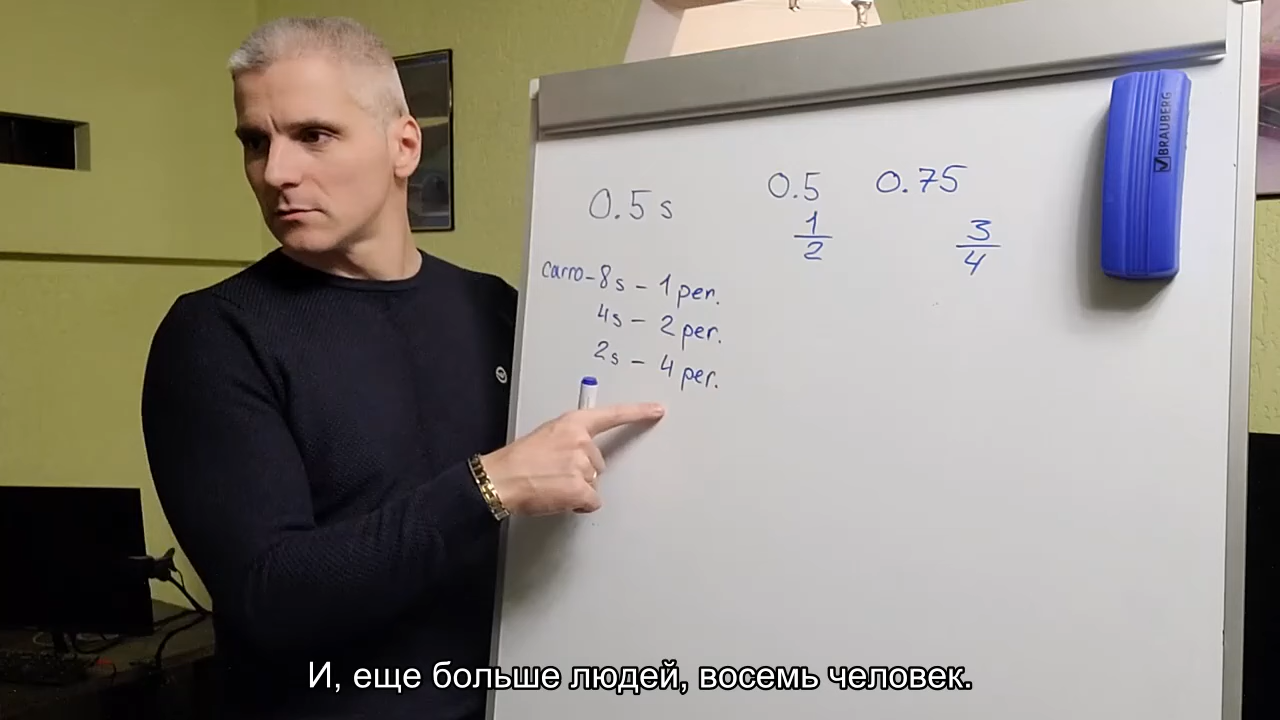 0.5 s
0.5 0.75
1/2 3/4
carro - 8s - 1 per.
4s - 2 per.
2s - 4 per.
BRAUBERG
И, еще больше людей, восемь человек.